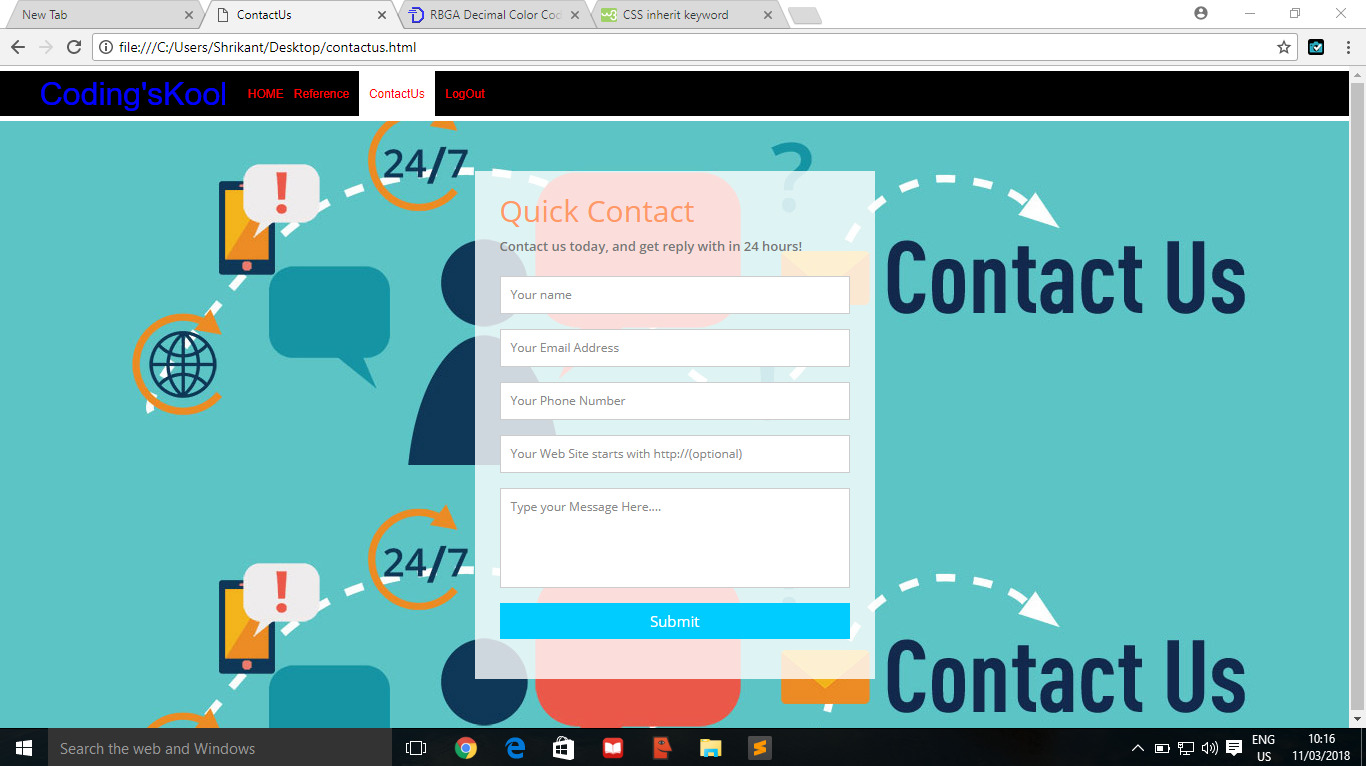 New Tab
ContactUs
RBGA Decimal Color Cod
CSS inherit keyword
file:///C:/Users/Shrikant/Desktop/contactus.html
Coding'sKool HOME Reference ContactUs LogOut
24/7
!
?
Quick Contact
Contact us today, and get reply with in 24 hours!
Contact Us
Your name
Your Email Address
Your Phone Number
Your Web Site starts with http://(optional)
Type your Message Here....
24/7
!
Submit
Contact Us
Search the web and Windows
ENG
US
10:16
11/03/2018